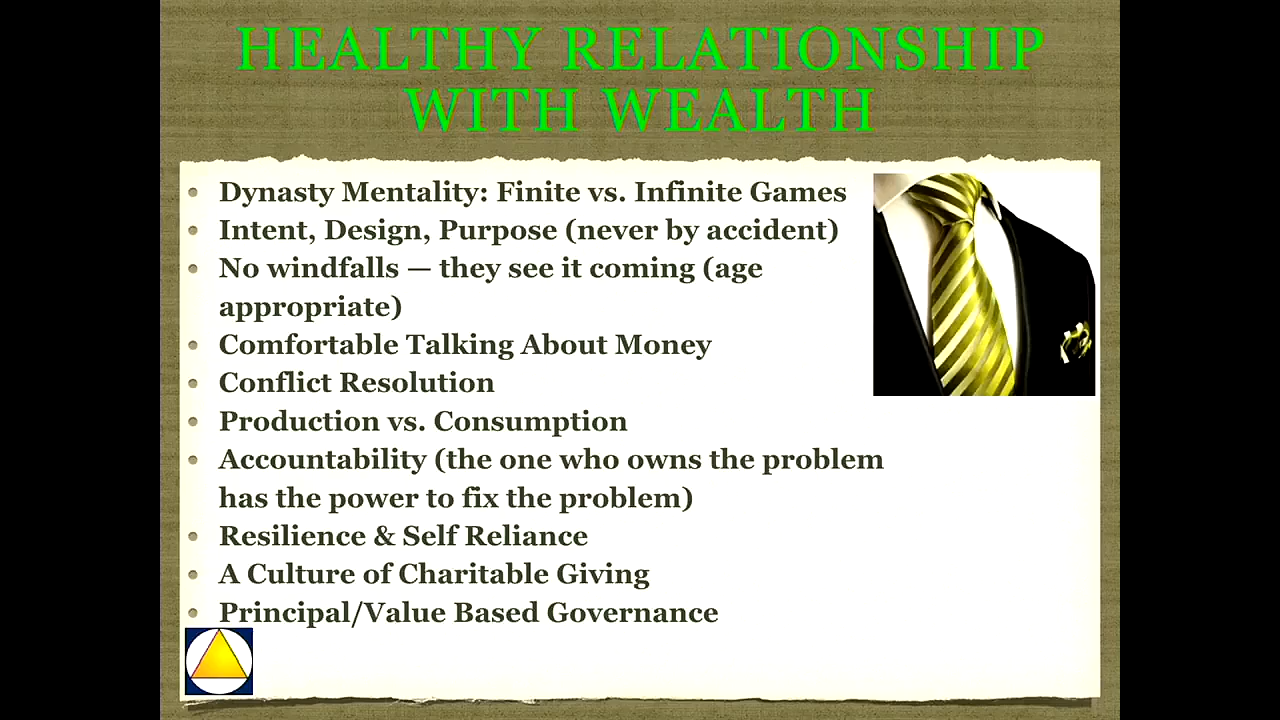 HEALTHY RELATIONSHIP
WITH WEALTH
• Dynasty Mentality: Finite vs. Infinite Games
• Intent, Design, Purpose (never by accident)
• No windfalls — they see it coming (age
appropriate)
• Comfortable Talking About Money
• Conflict Resolution
• Production vs. Consumption
• Accountability (the one who owns the problem
has the power to fix the problem)
• Resilience & Self Reliance
• A Culture of Charitable Giving
• Principal/Value Based Governance